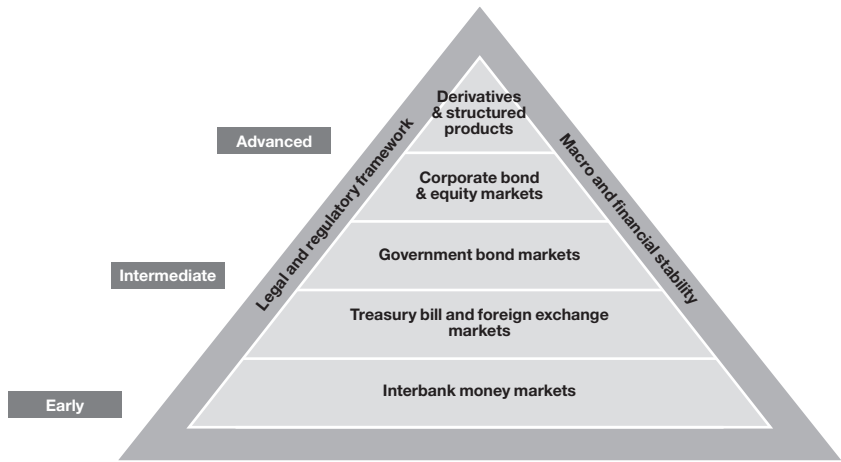 Derivatives
& structured
products
Advanced
Legal and regulatory framework
Macro and financial stability
Corporate bond
& equity markets
Government bond markets
Intermediate
Treasury bill and foreign exchange
markets
Interbank money markets
Early